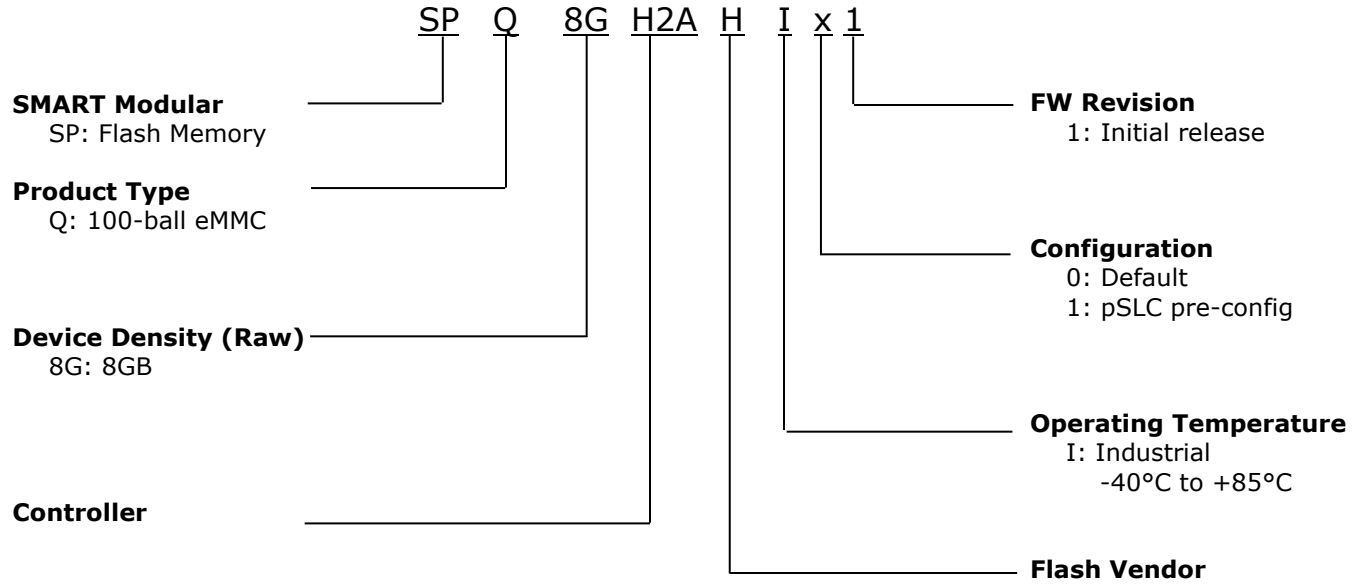 SP Q 8G H2A H I x 1
SMART Modular
SP: Flash Memory
Product Type
Q: 100-ball eMMC
Device Density (Raw)
8G: 8GB
Controller
FW Revision
1: Initial release
Configuration
0: Default
1: pSLC pre-config
Operating Temperature
I: Industrial
-40°C to +85°C
Flash Vendor